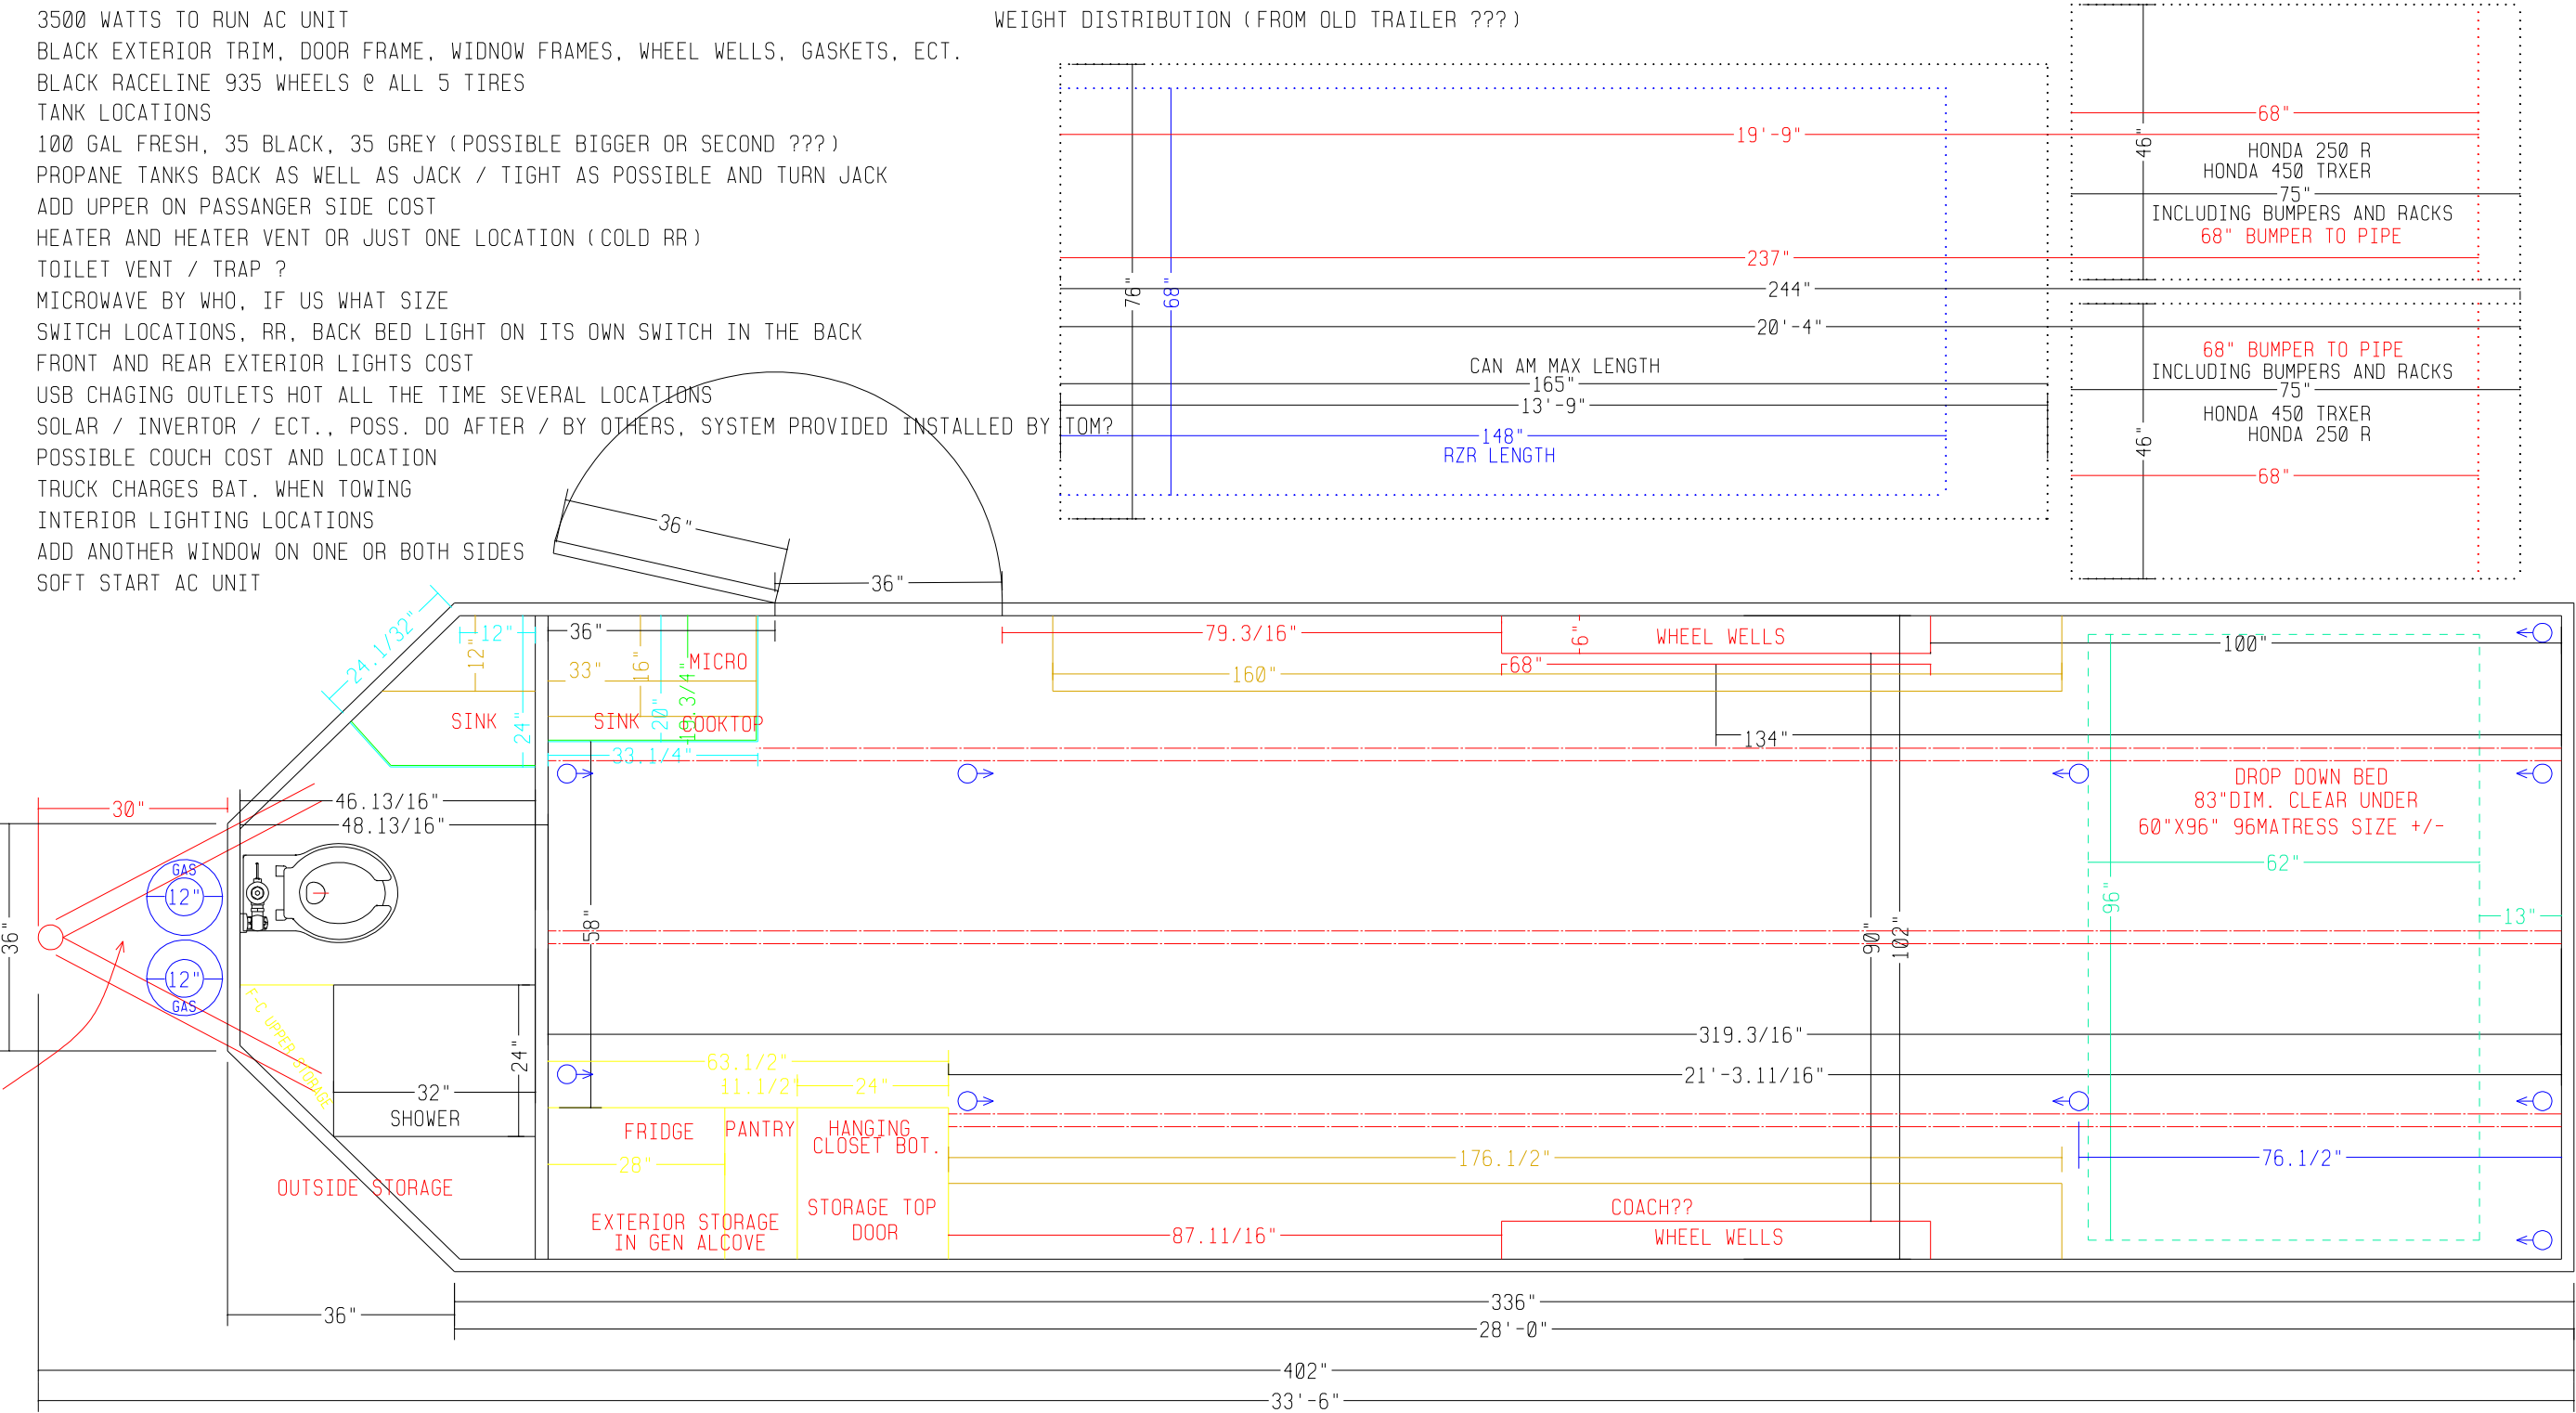 3500 WATTS TO RUN AC UNIT
BLACK EXTERIOR TRIM, DOOR FRAME, WIDNOW FRAMES, WHEEL WELLS, GASKETS, ECT.
BLACK RACELINE 935 WHEELS @ ALL 5 TIRES
TANK LOCATIONS
100 GAL FRESH, 35 BLACK, 35 GREY (POSSIBLE BIGGER OR SECOND ???)
PROPANE TANKS BACK AS WELL AS JACK / TIGHT AS POSSIBLE AND TURN JACK
ADD UPPER ON PASSANGER SIDE COST
HEATER AND HEATER VENT OR JUST ONE LOCATION (COLD RR)
TOILET VENT / TRAP ?
MICROWAVE BY WHO, IF US WHAT SIZE
SWITCH LOCATIONS, RR, BACK BED LIGHT ON ITS OWN SWITCH IN THE BACK
FRONT AND REAR EXTERIOR LIGHTS COST
USB CHAGING OUTLETS HOT ALL THE TIME SEVERAL LOCATIONS
SOLAR / INVERTOR / ECT., POSS. DO AFTER / BY OTHERS, SYSTEM PROVIDED INSTALLED BY TOM?
POSSIBLE COUCH COST AND LOCATION
TRUCK CHARGES BAT. WHEN TOWING
INTERIOR LIGHTING LOCATIONS
ADD ANOTHER WINDOW ON ONE OR BOTH SIDES
SOFT START AC UNIT
WEIGHT DISTRIBUTION (FROM OLD TRAILER ???)
19'-9"
237"
244"
20'-4"
76"
68"
CAN AM MAX LENGTH
165"
13'-9"
148"
RZR LENGTH
68"
46"
HONDA 250 R
HONDA 450 TRXER
75"
INCLUDING BUMPERS AND RACKS
68" BUMPER TO PIPE
68" BUMPER TO PIPE
INCLUDING BUMPERS AND RACKS
75"
HONDA 450 TRXER
HONDA 250 R
46"
68"
36"
36"
24.1/32"
12"
12"
36"
33"
16"
20"
19.3/4"
MICRO
SINK
24"
SINK
COOKTOP
33.1/4"
79.3/16"
6"
WHEEL WELLS
68"
160"
100"
134"
30"
46.13/16"
48.13/16"
36"
GAS
12"
12"
GAS
58"
DROP DOWN BED
83"DIM. CLEAR UNDER
60"X96" 96MATRESS SIZE +/-
62"
96"
13"
90"
102"
F-C UPPER STORAGE
24"
32"
SHOWER
319.3/16"
63.1/2"
11.1/2"
24"
21'-3.11/16"
FRIDGE
PANTRY
HANGING
CLOSET BOT.
28"
176.1/2"
76.1/2"
OUTSIDE STORAGE
EXTERIOR STORAGE
IN GEN ALCOVE
STORAGE TOP
DOOR
87.11/16"
COACH??
WHEEL WELLS
36"
336"
28'-0"
402"
33'-6"